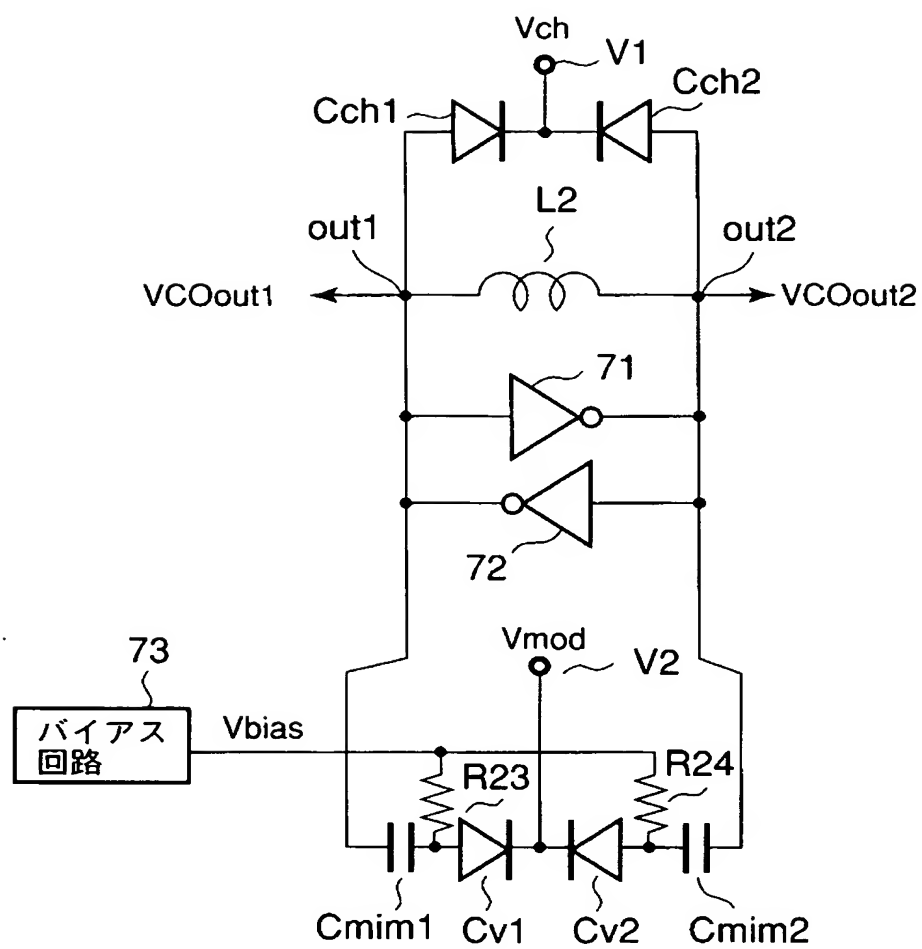 Vch
V1
Cch1
Cch2
L2
out1
out2
VCOout1
VCOout2
71
72
Vmod
V2
73
バイアス
回路
Vbias
R23
R24
Cmim1
Cv1
Cv2
Cmim2